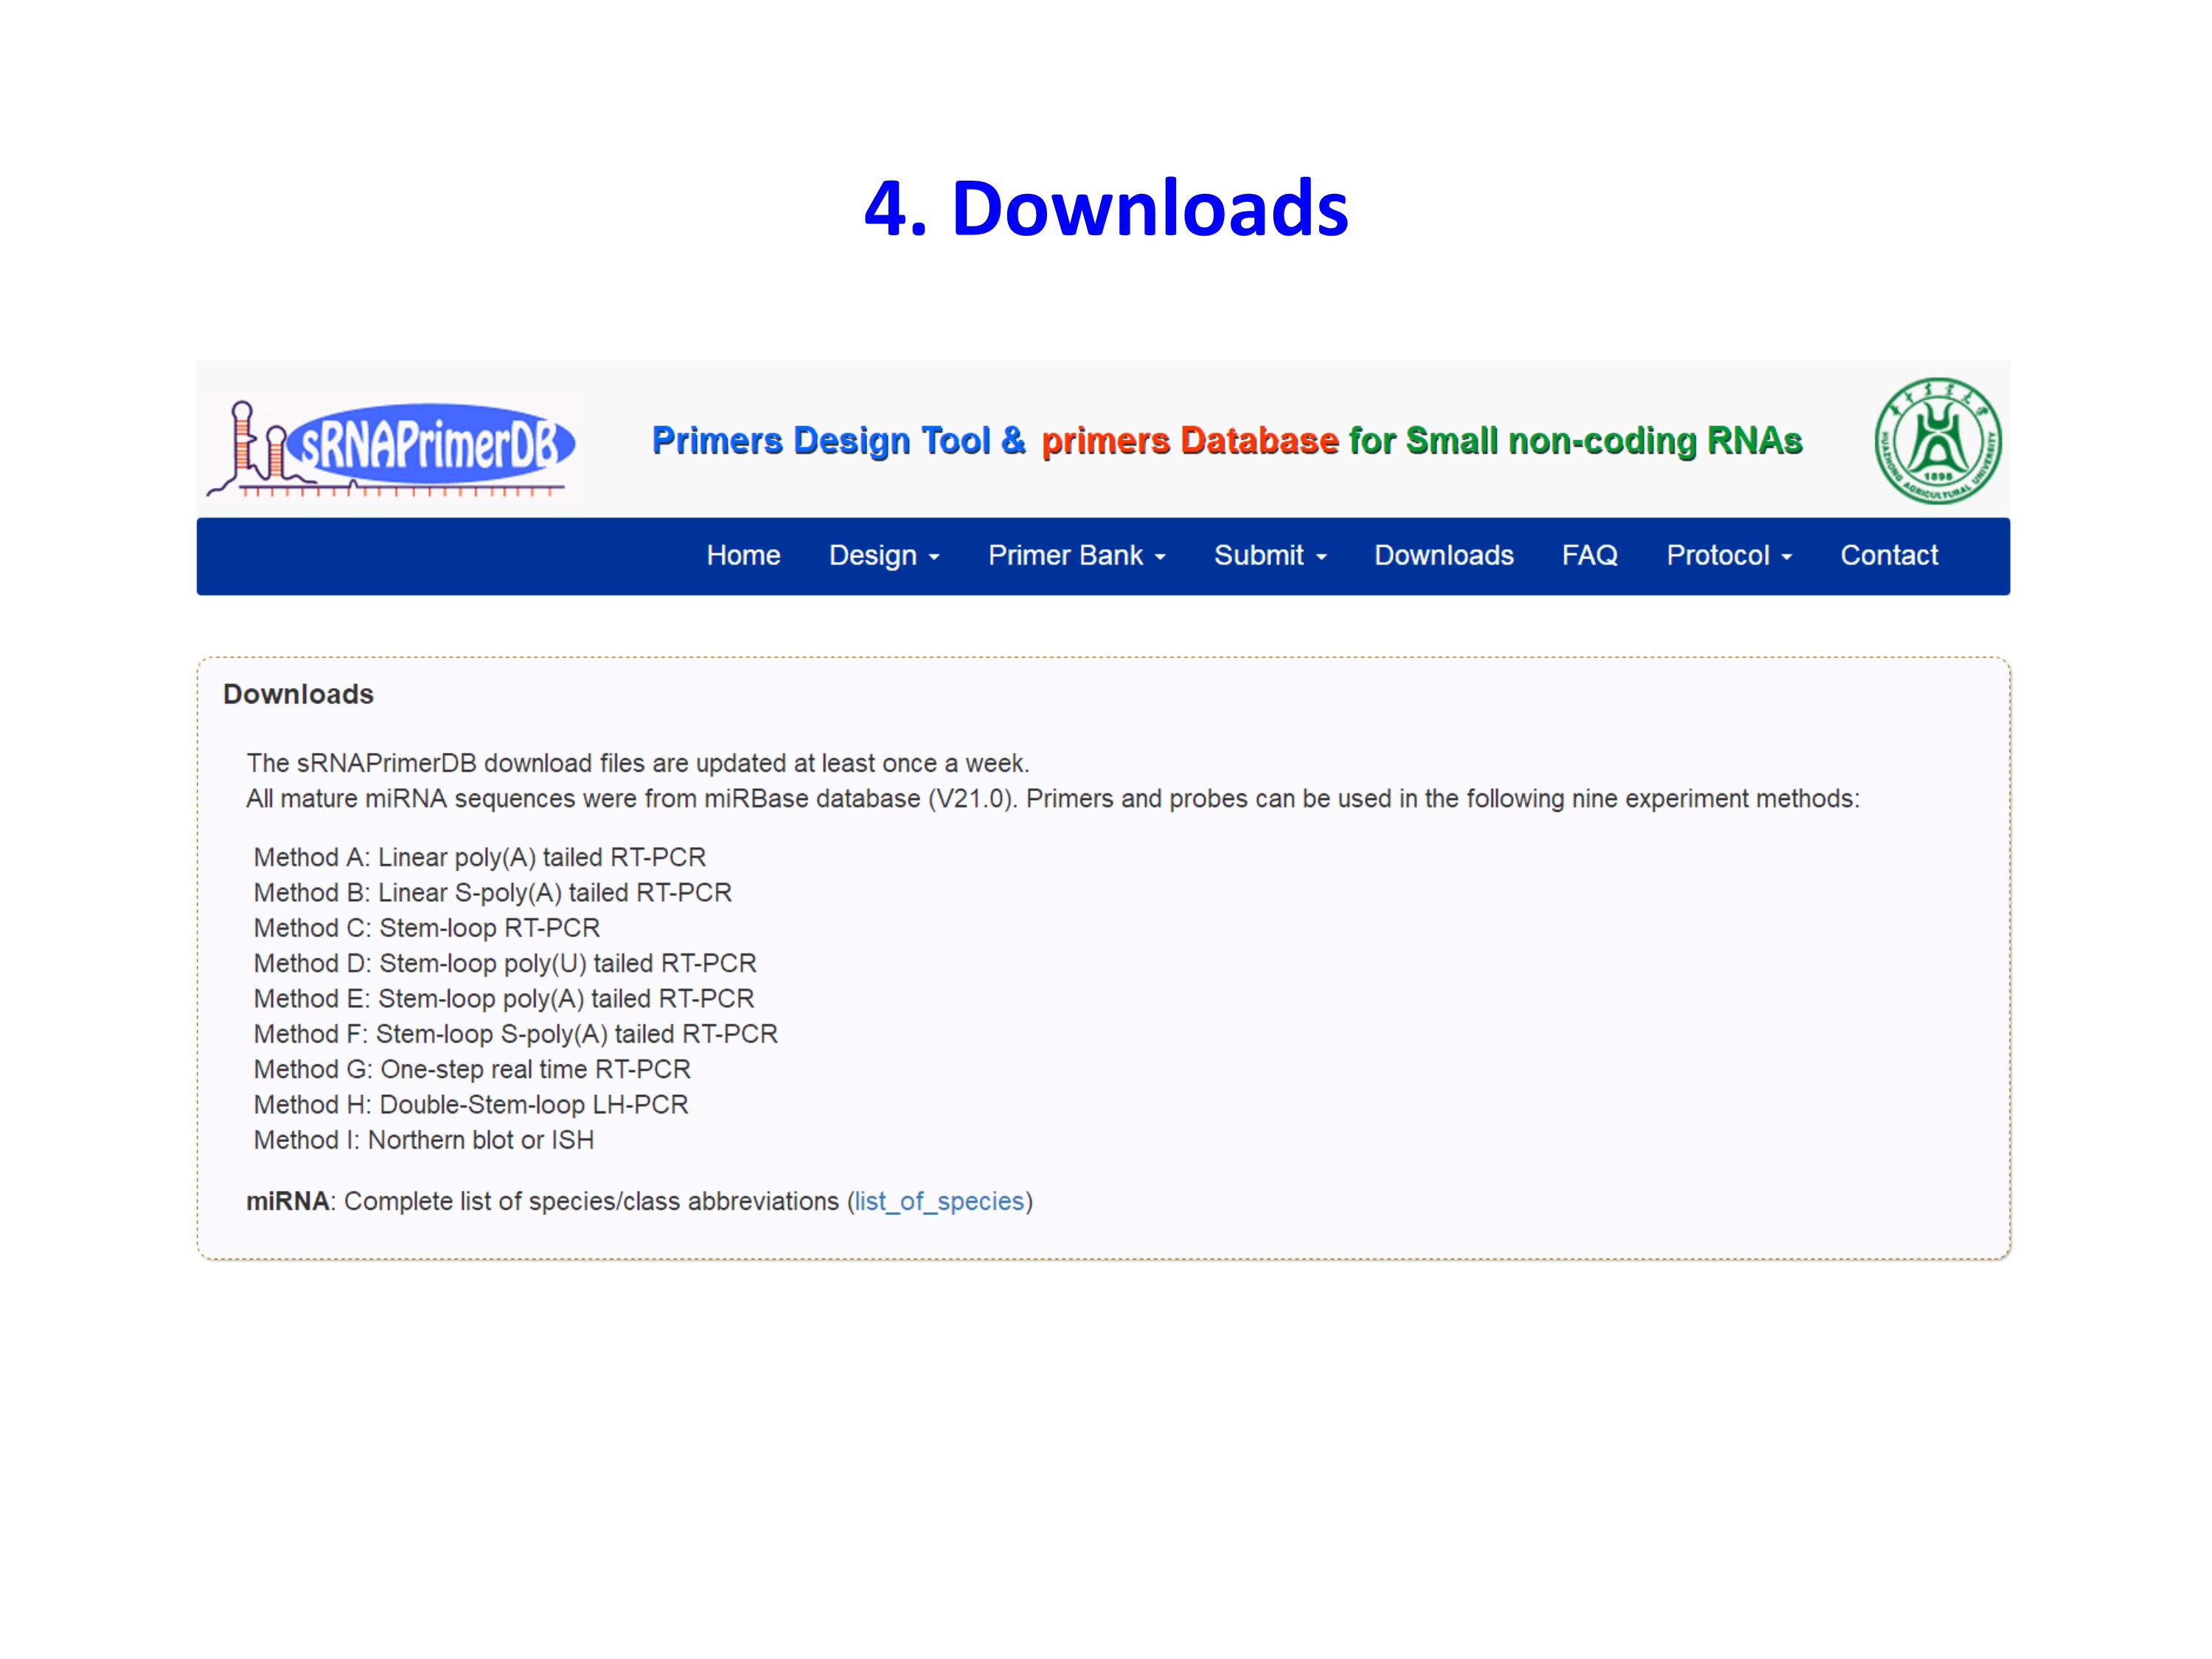 4. Downloads
sRNAPrimerDB
Primers Design Tool & primers Database for Small non-coding RNAs
HUAZHONG AGRICULTURAL UNIVERSITY
1898
Home Design Primer Bank Submit Downloads FAQ Protocol Contact
Downloads
The sRNAPrimerDB download files are updated at least once a week.
All mature miRNA sequences were from miRBase database (V21.0). Primers and probes can be used in the following nine experiment methods:
Method A: Linear poly(A) tailed RT-PCR
Method B: Linear S-poly(A) tailed RT-PCR
Method C: Stem-loop RT-PCR
Method D: Stem-loop poly(U) tailed RT-PCR
Method E: Stem-loop poly(A) tailed RT-PCR
Method F: Stem-loop S-poly(A) tailed RT-PCR
Method G: One-step real time RT-PCR
Method H: Double-Stem-loop LH-PCR
Method I: Northern blot or ISH
miRNA: Complete list of species/class abbreviations (list_of_species)